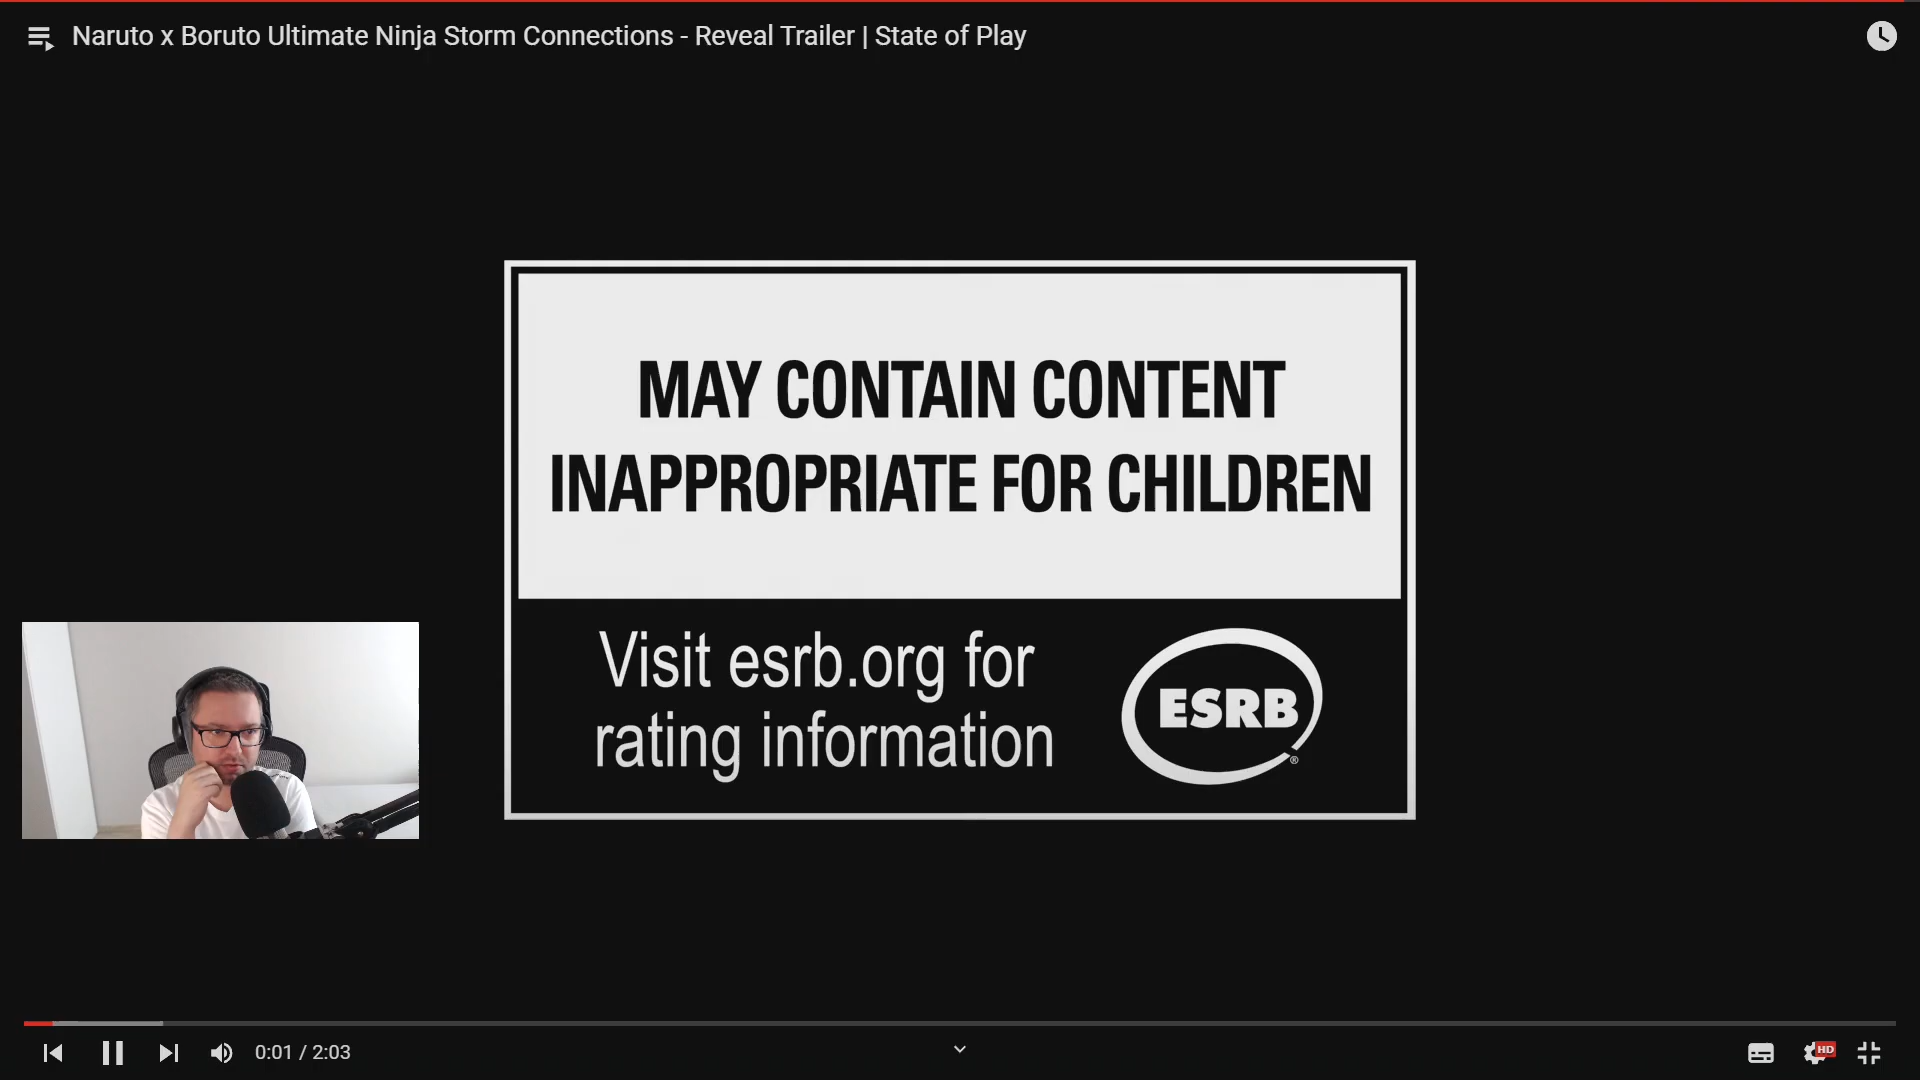 Naruto x Boruto Ultimate Ninja Storm Connections - Reveal Trailer | State of Play
MAY CONTAIN CONTENT
INAPPROPRIATE FOR CHILDREN
Visit esrb.org for
rating information
ESRB
®
0:01 / 2:03
HD